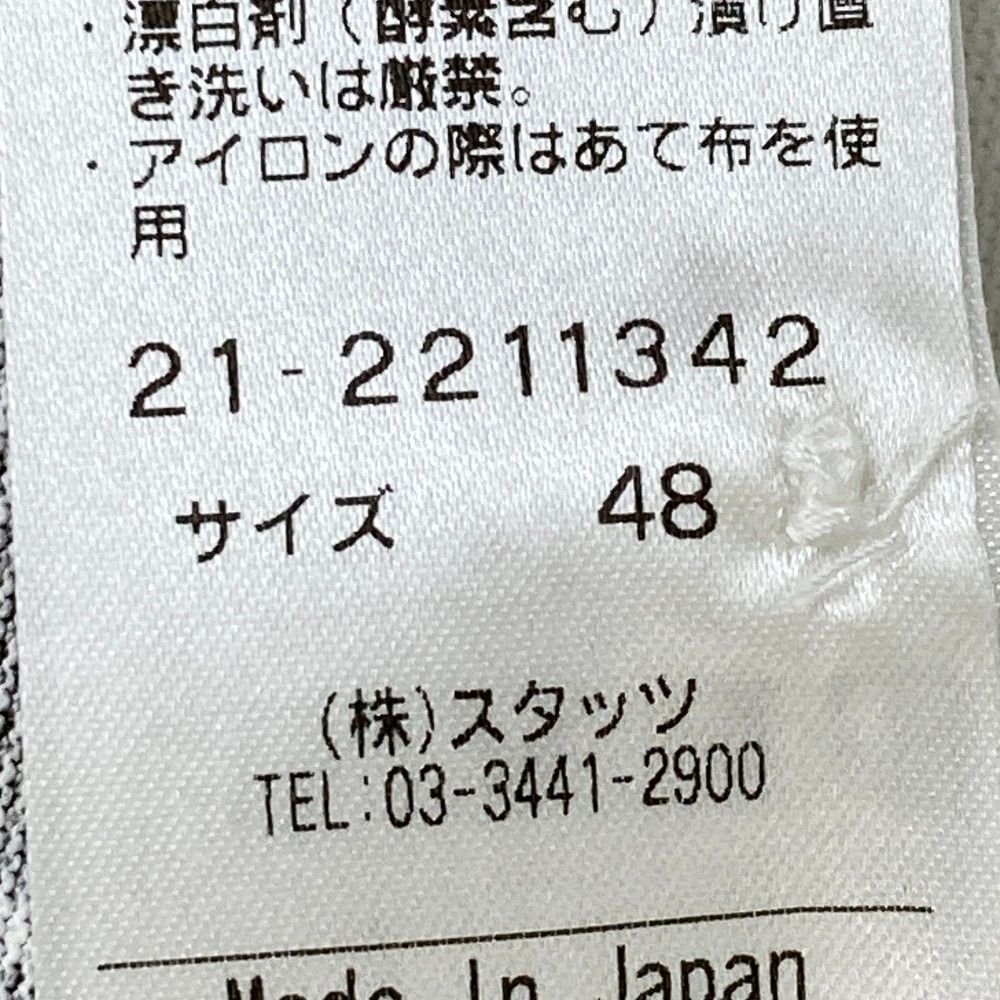 ・漂白剤（酵素含む）漬け置
き洗いは厳禁。
・アイロンの際はあて布を使
用
21-2211342
サイズ 48
(株)スタッツ
TEL:03-3441-2900
Made In Japan